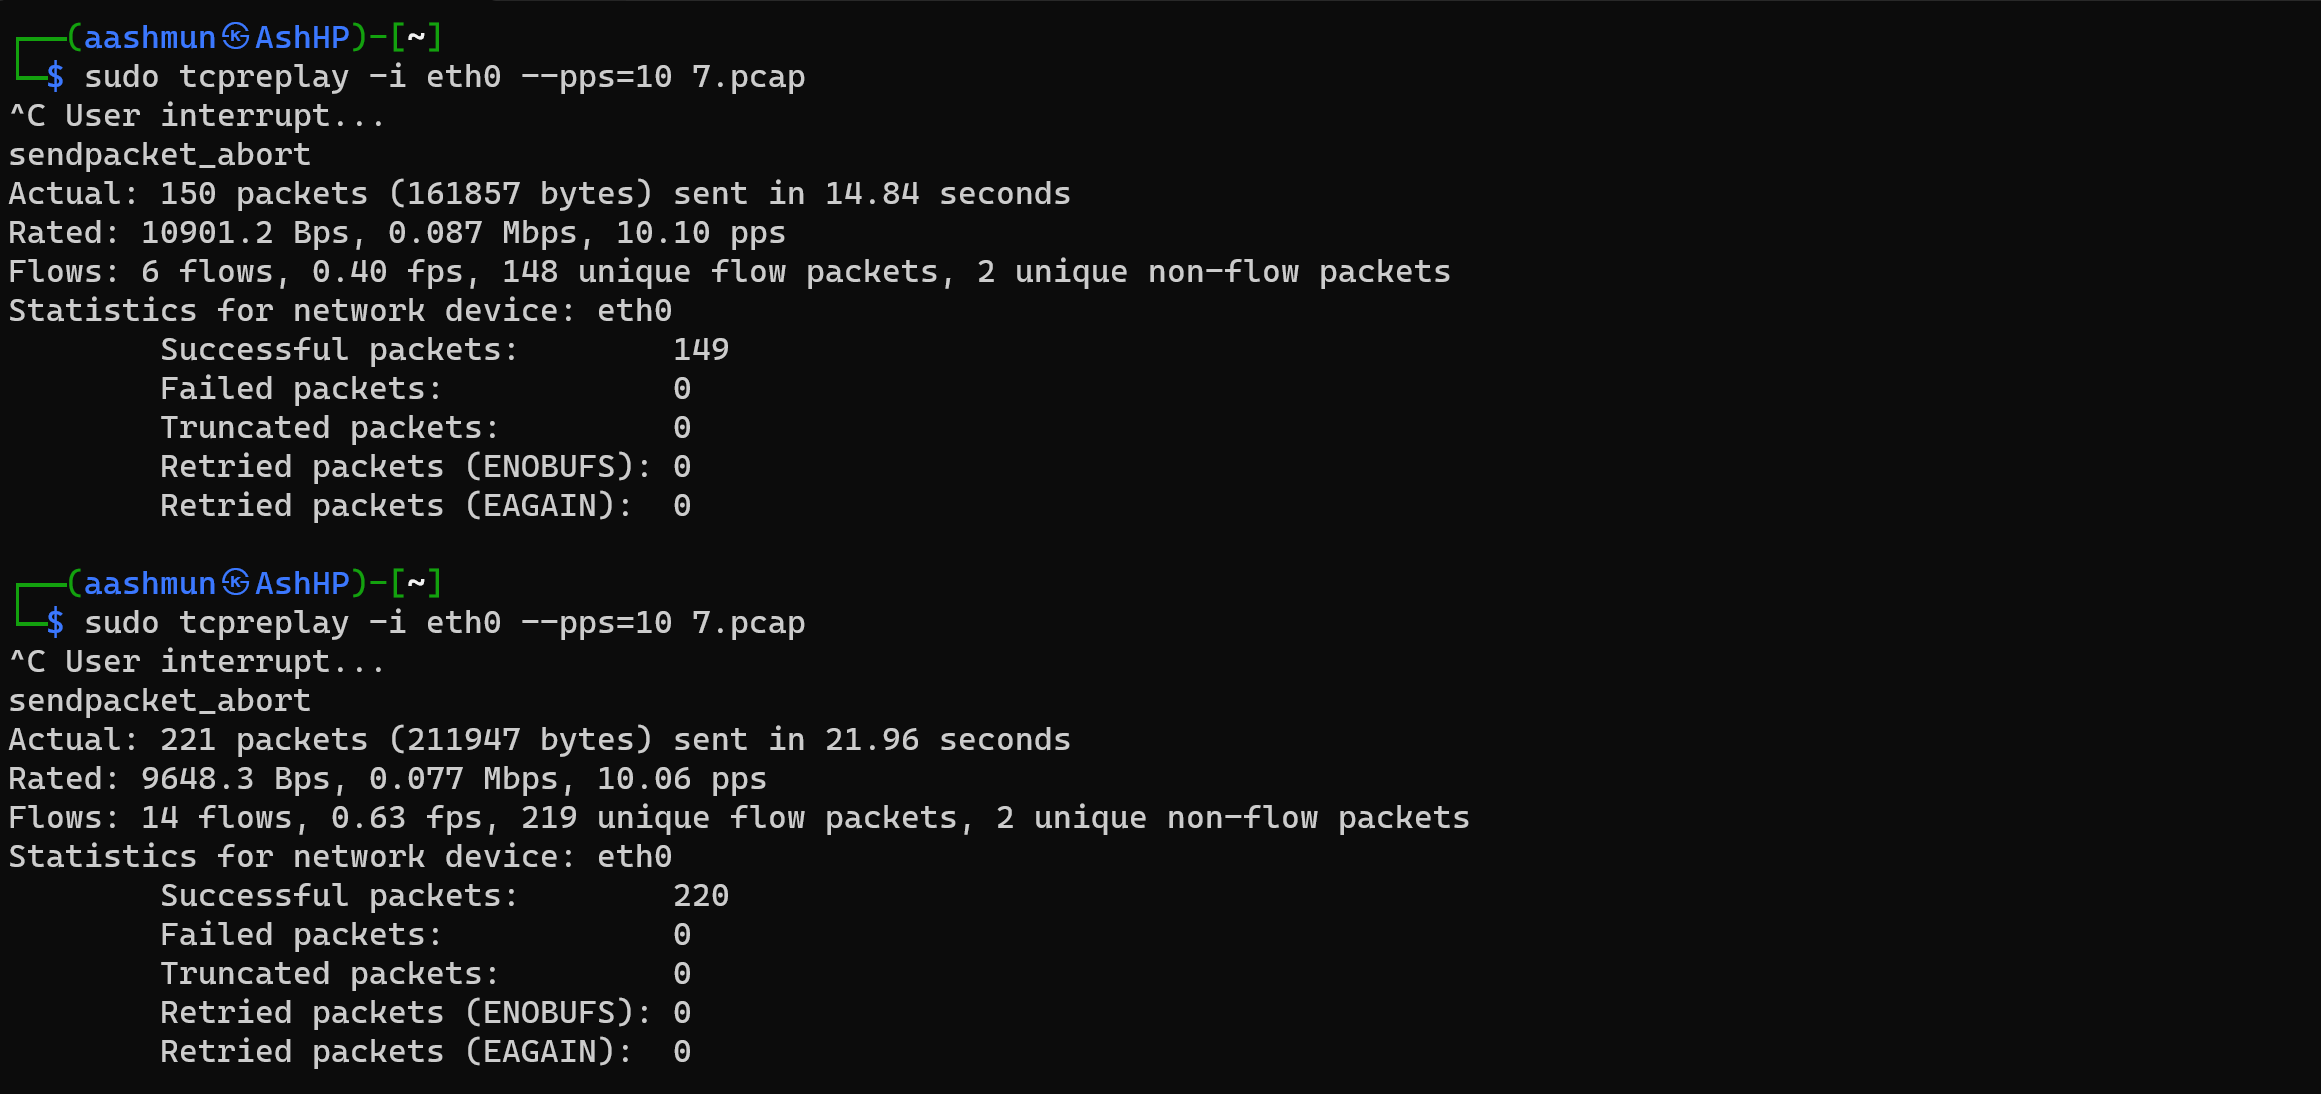 ┌──(aashmun㉿AshHP)-[~]
└─$ sudo tcpreplay -i eth0 --pps=10 7.pcap
^C User interrupt...
sendpacket_abort
Actual: 150 packets (161857 bytes) sent in 14.84 seconds
Rated: 10901.2 Bps, 0.087 Mbps, 10.10 pps
Flows: 6 flows, 0.40 fps, 148 unique flow packets, 2 unique non-flow packets
Statistics for network device: eth0
        Successful packets:        149
        Failed packets:            0
        Truncated packets:         0
        Retried packets (ENOBUFS): 0
        Retried packets (EAGAIN):  0

┌──(aashmun㉿AshHP)-[~]
└─$ sudo tcpreplay -i eth0 --pps=10 7.pcap
^C User interrupt...
sendpacket_abort
Actual: 221 packets (211947 bytes) sent in 21.96 seconds
Rated: 9648.3 Bps, 0.077 Mbps, 10.06 pps
Flows: 14 flows, 0.63 fps, 219 unique flow packets, 2 unique non-flow packets
Statistics for network device: eth0
        Successful packets:        220
        Failed packets:            0
        Truncated packets:         0
        Retried packets (ENOBUFS): 0
        Retried packets (EAGAIN):  0